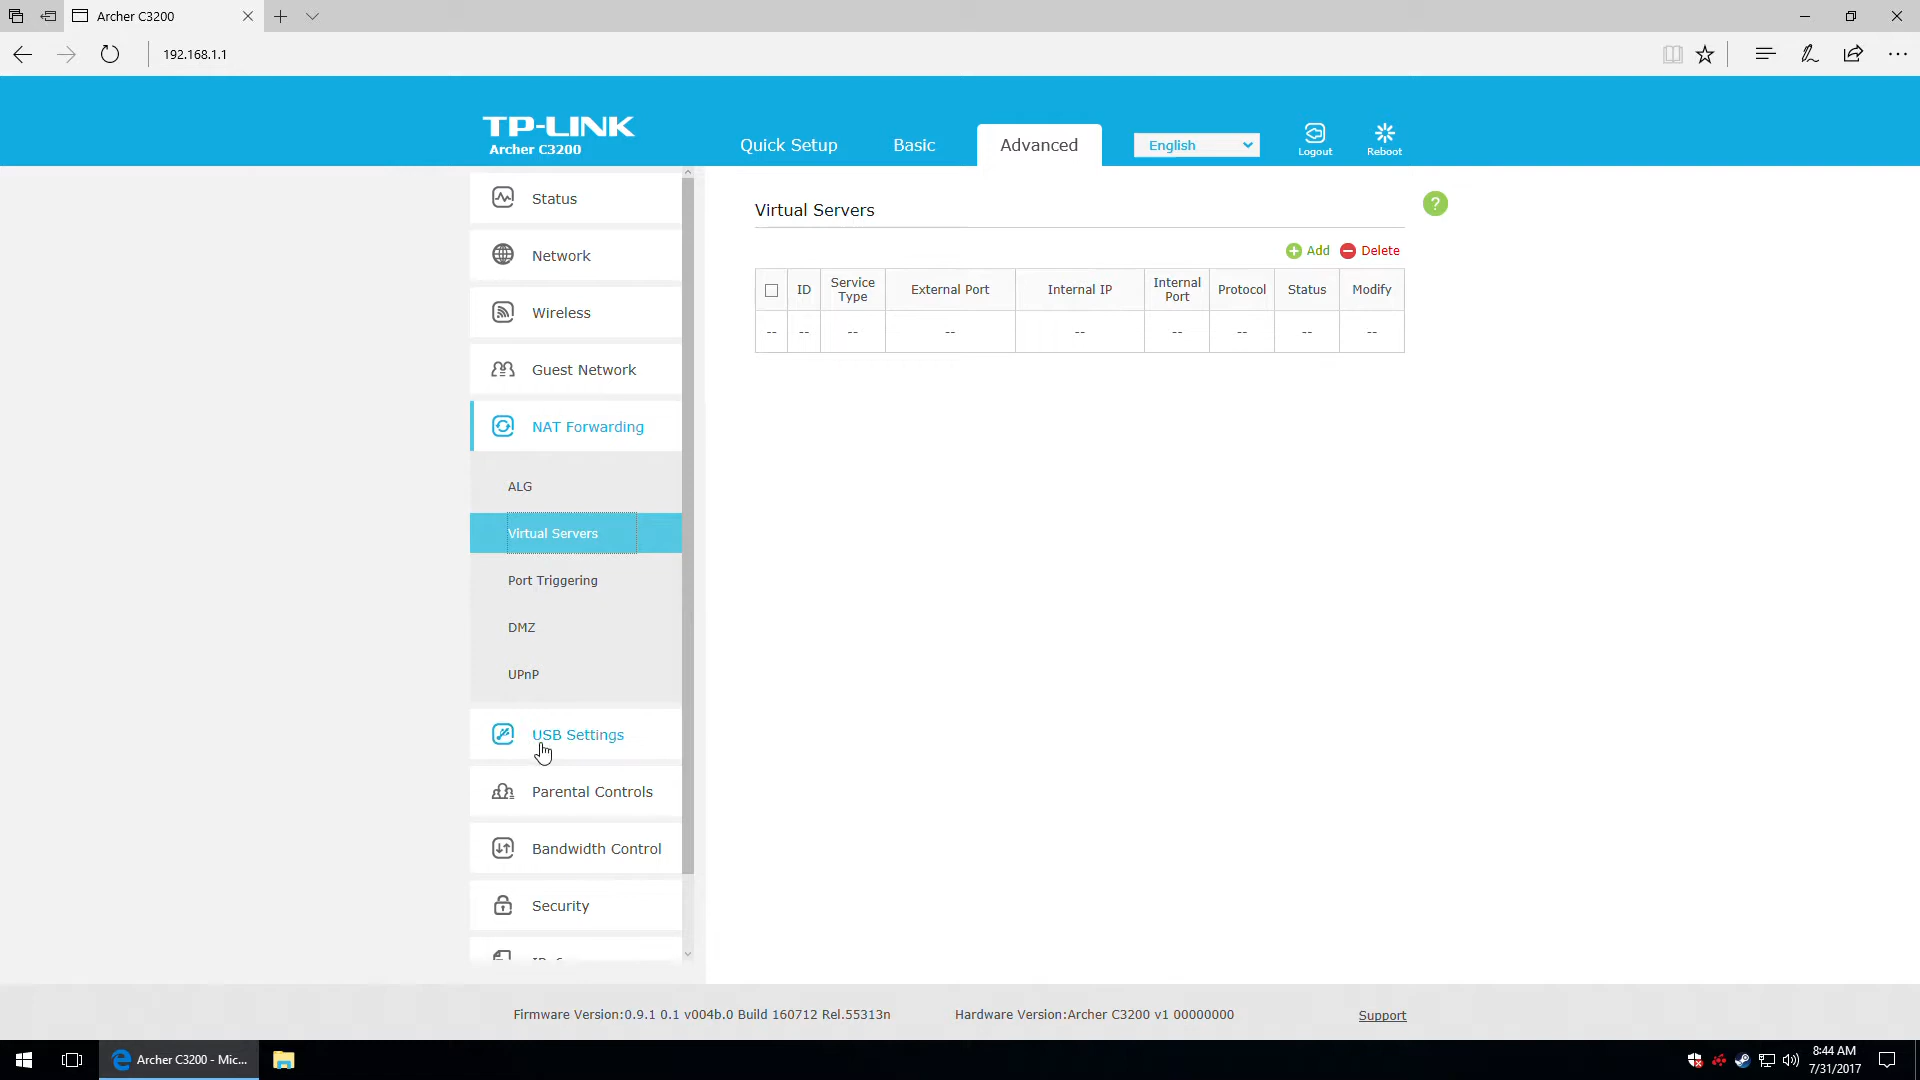 Archer C3200
192.168.1.1
TP-LINK
Archer C3200
Quick Setup
Basic
Advanced
English
Logout
Reboot
Status
Network
Wireless
Guest Network
NAT Forwarding
ALG
Virtual Servers
Port Triggering
DMZ
UPnP
USB Settings
Parental Controls
Bandwidth Control
Security
Virtual Servers
?
Add
Delete
ID
Service
Type
External Port
Internal IP
Internal
Port
Protocol
Status
Modify
-- -- -- -- -- -- -- -- --
Firmware Version:0.9.1 0.1 v004b.0 Build 160712 Rel.55313n
Hardware Version:Archer C3200 v1 00000000
Support
Archer C3200 - Mic...
8:44 AM
7/31/2017